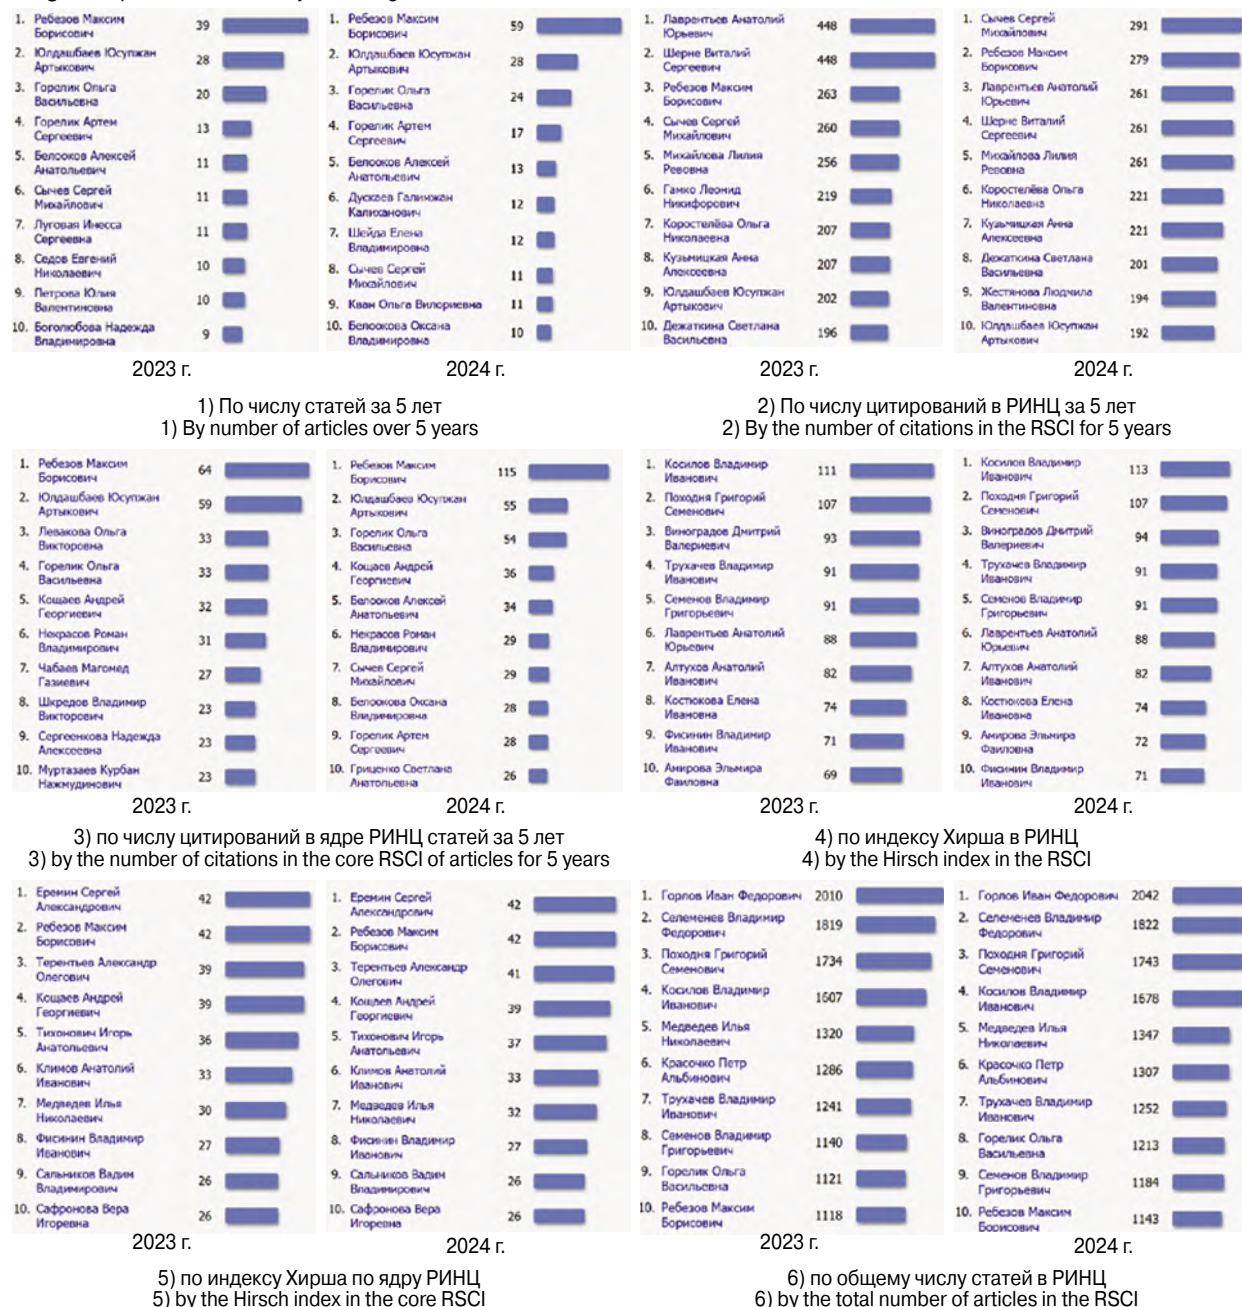 1. Ребезов Максим 39
Борисович
2. Юлдашбаев Юсупжан 28
Артыкович
3. Горелик Ольга 20
Васильевна
4. Горелик Артем 13
Сергеевич
5. Белооков Алексей 11
Анатольевич
6. Сычев Сергей 11
Михайлович
7. Луговая Инесса 11
Сергеевна
8. Седов Евгений 10
Николаевич
9. Петрова Юлия 10
Валентиновна
10. Боголюбова Надежда 9
Владимировна
2023 г.
1. Ребезов Максим 59
Борисович
2. Юлдашбаев Юсупжан 28
Артыкович
3. Горелик Ольга 24
Васильевна
4. Горелик Артем 17
Сергеевич
5. Белооков Алексей 13
Анатольевич
6. Дускаев Галимжан 12
Калиханович
7. Шейда Елена 12
Владимировна
8. Сычев Сергей 11
Михайлович
9. Кван Ольга Вилориевна 11
10. Белоокова Оксана 10
Владимировна
2024 г.
1) По числу статей за 5 лет
1) By number of articles over 5 years
1. Лаврентьев Анатолий 448
Юрьевич
2. Шерне Виталий 448
Сергеевич
3. Ребезов Максим 263
Борисович
4. Сычев Сергей 260
Михайлович
5. Михайлова Лилия 256
Ревовна
6. Гамко Леонид 219
Никифорович
7. Коростелёва Ольга 207
Николаевна
8. Кузьмицкая Анна 207
Алексеевна
9. Юлдашбаев Юсупжан 202
Артыкович
10. Дежаткина Светлана 196
Васильевна
2023 г.
1. Сычев Сергей 291
Михайлович
2. Ребезов Максим 279
Борисович
3. Лаврентьев Анатолий 261
Юрьевич
4. Шерне Виталий 261
Сергеевич
5. Михайлова Лилия 261
Ревовна
6. Коростелёва Ольга 221
Николаевна
7. Кузьмицкая Анна 221
Алексеевна
8. Дежаткина Светлана 201
Васильевна
9. Жестянова Людмила 194
Валентиновна
10. Юлдашбаев Юсупжан 192
Артыкович
2024 г.
2) По числу цитирований в РИНЦ за 5 лет
2) By the number of citations in the RSCI for 5 years
1. Ребезов Максим 64
Борисович
2. Юлдашбаев Юсупжан 59
Артыкович
3. Левакова Ольга 33
Викторовна
4. Горелик Ольга 33
Васильевна
5. Кощаев Андрей 32
Георгиевич
6. Некрасов Роман 31
Владимирович
7. Чабаев Магомед 27
Газиевич
8. Шкредов Владимир 23
Викторович
9. Сергеенкова Надежда 23
Алексеевна
10. Муртазаев Курбан 23
Нажмудинович
2023 г.
1. Ребезов Максим 115
Борисович
2. Юлдашбаев Юсупжан 55
Артыкович
3. Горелик Ольга 54
Васильевна
4. Кощаев Андрей 36
Георгиевич
5. Белооков Алексей 34
Анатольевич
6. Некрасов Роман 29
Владимирович
7. Сычев Сергей 29
Михайлович
8. Белоокова Оксана 28
Владимировна
9. Горелик Артем 28
Сергеевич
10. Гриценко Светлана 26
Анатольевна
2024 г.
3) по числу цитирований в ядре РИНЦ статей за 5 лет
3) by the number of citations in the core RSCI of articles for 5 years
1. Косилов Владимир 111
Иванович
2. Походня Григорий 107
Семенович
3. Виноградов Дмитрий 93
Валериевич
4. Трухачев Владимир 91
Иванович
5. Семенов Владимир 91
Григорьевич
6. Лаврентьев Анатолий 88
Юрьевич
7. Алтухов Анатолий 82
Иванович
8. Костюкова Елена 74
Ивановна
9. Фисинин Владимир 71
Иванович
10. Амирова Эльмира 69
Фаиловна
2023 г.
1. Косилов Владимир 113
Иванович
2. Походня Григорий 107
Семенович
3. Виноградов Дмитрий 94
Валериевич
4. Трухачев Владимир 91
Иванович
5. Семенов Владимир 91
Григорьевич
6. Лаврентьев Анатолий 88
Юрьевич
7. Алтухов Анатолий 82
Иванович
8. Костюкова Елена 74
Ивановна
9. Амирова Эльмира 72
Фаиловна
10. Фисинин Владимир 71
Иванович
2024 г.
4) по индексу Хирша в РИНЦ
4) by the Hirsch index in the RSCI
1. Еремин Сергей 42
Александрович
2. Ребезов Максим 42
Борисович
3. Терентьев Александр 39
Олегович
4. Кощаев Андрей 39
Георгиевич
5. Тихонович Игорь 36
Анатольевич
6. Климов Анатолий 33
Иванович
7. Медведев Илья 30
Николаевич
8. Фисинин Владимир 27
Иванович
9. Сальников Вадим 26
Владимирович
10. Сафронова Вера 26
Игоревна
2023 г.
1. Еремин Сергей 42
Александрович
2. Ребезов Максим 42
Борисович
3. Терентьев Александр 41
Олегович
4. Кощаев Андрей 39
Георгиевич
5. Тихонович Игорь 37
Анатольевич
6. Климов Анатолий 33
Иванович
7. Медведев Илья 32
Николаевич
8. Фисинин Владимир 27
Иванович
9. Сальников Вадим 26
Владимирович
10. Сафронова Вера 26
Игоревна
2024 г.
5) по индексу Хирша по ядру РИНЦ
5) by the Hirsch index in the core RSCI
1. Горлов Иван Федорович 2010
2. Селеменев Владимир 1819
Федорович
3. Походня Григорий 1734
Семенович
4. Косилов Владимир 1607
Иванович
5. Медведев Илья 1320
Николаевич
6. Красочко Петр 1286
Альбинович
7. Трухачев Владимир 1241
Иванович
8. Семенов Владимир 1140
Григорьевич
9. Горелик Ольга 1121
Васильевна
10. Ребезов Максим 1118
Борисович
2023 г.
1. Горлов Иван Федорович 2042
2. Селеменев Владимир 1822
Федорович
3. Походня Григорий 1743
Семенович
4. Косилов Владимир 1678
Иванович
5. Медведев Илья 1347
Николаевич
6. Красочко Петр 1307
Альбинович
7. Трухачев Владимир 1252
Иванович
8. Горелик Ольга 1213
Васильевна
9. Семенов Владимир 1184
Григорьевич
10. Ребезов Максим 1143
Борисович
2024 г.
6) по общему числу статей в РИНЦ
6) by the total number of articles in the RSCI